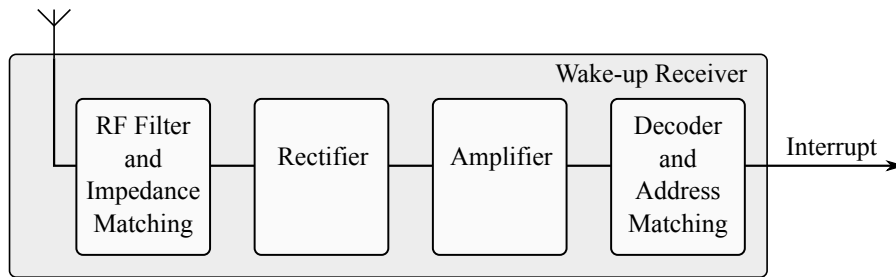 Wake-up Receiver
RF Filter
and
Impedance
Matching
Rectifier
Amplifier
Decoder
and
Address
Matching
Interrupt